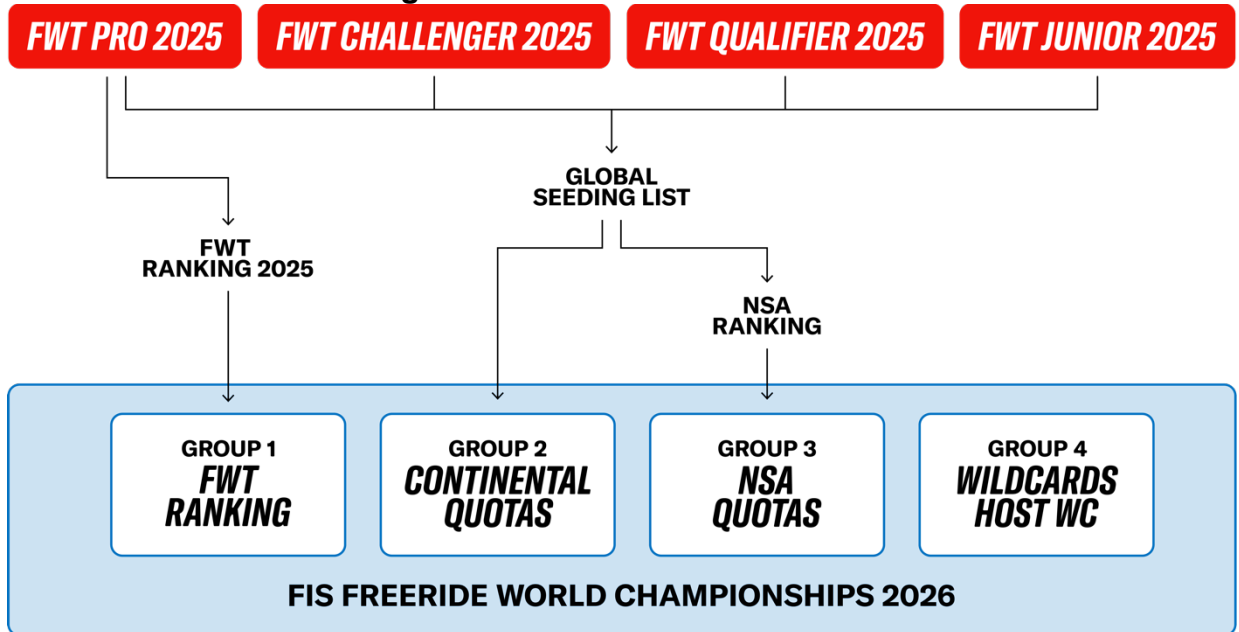 FWT PRO 2025
FWT CHALLENGER 2025
FWT QUALIFIER 2025
FWT JUNIOR 2025
GLOBAL
SEEDING LIST
FWT
RANKING 2025
NSA
RANKING
GROUP 1
FWT
RANKING
GROUP 2
CONTINENTAL
QUOTAS
GROUP 3
NSA
QUOTAS
GROUP 4
WILDCARDS
HOST WC
FIS FREERIDE WORLD CHAMPIONSHIPS 2026